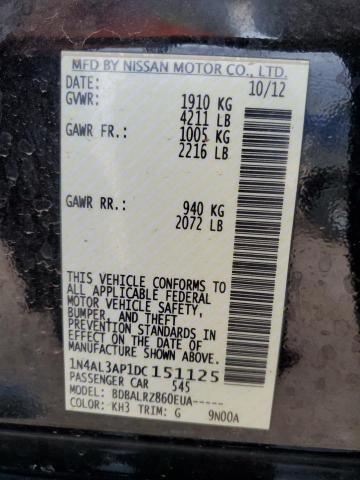 MFD BY NISSAN MOTOR CO., LTD.
DATE: 10/12
GVWR: 1910 KG
4211 LB
GAWR FR: 1005 KG
2216 LB
GAWR RR: 940 KG
2072 LB
THIS VEHICLE CONFORMS TO
ALL APPLICABLE FEDERAL
MOTOR VEHICLE SAFETY,
BUMPER, AND THEFT
PREVENTION STANDARDS IN
EFFECT ON THE DATE OF
MANUFACTURE SHOWN ABOVE.
1N4AL3AP1DC151125
PASSENGER CAR 545
MODEL: BDBALRZ860EUA-----
COLOR: KH3 TRIM: G 9N00A